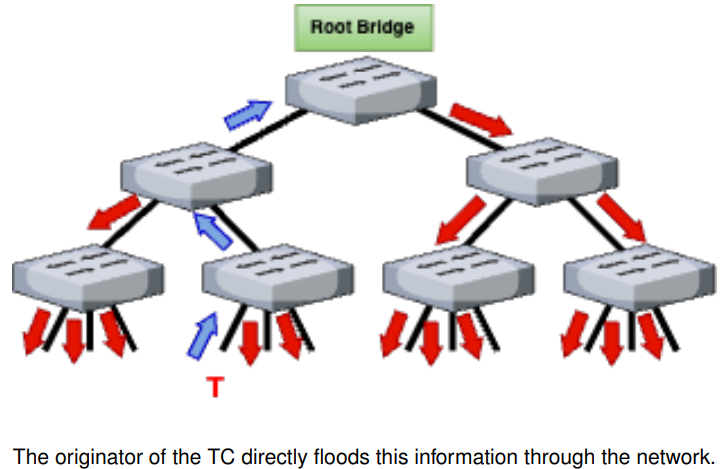 Root Bridge
T
The originator of the TC directly floods this information through the network.